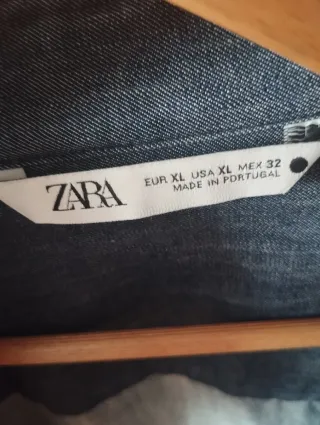 ZARA
EUR XL USA XL MEX 32
MADE IN PORTUGAL